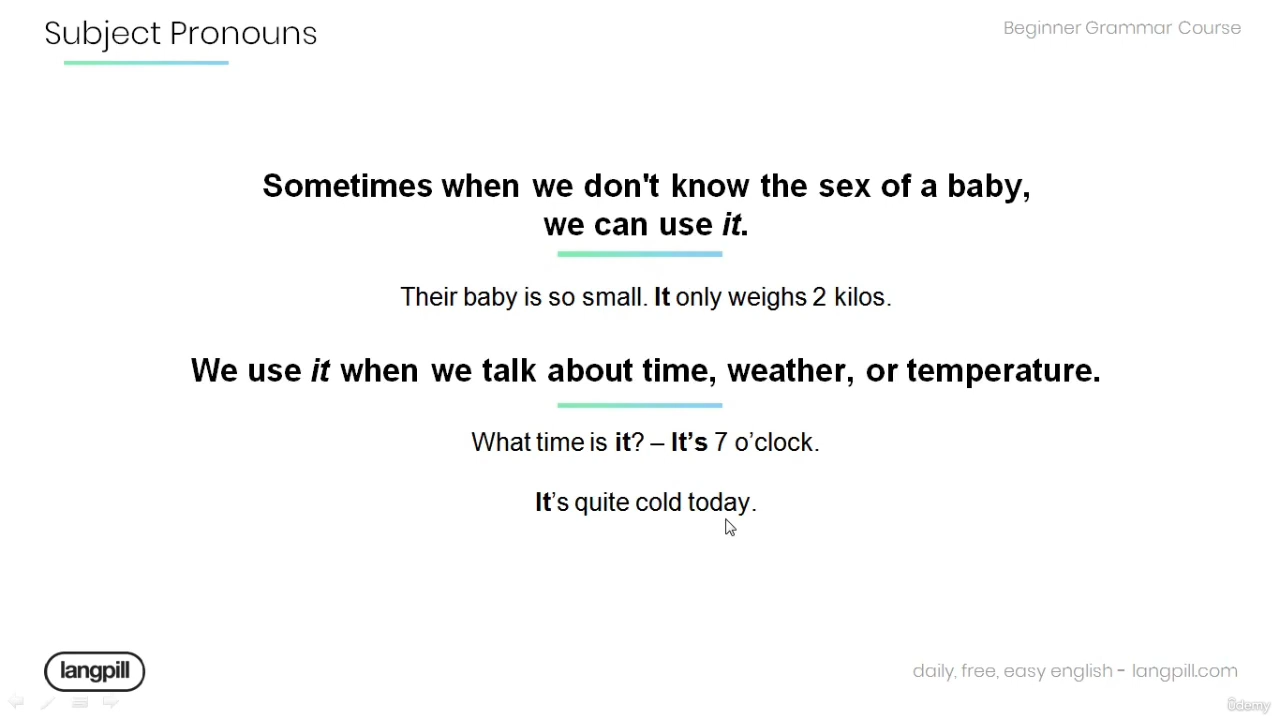 Subject Pronouns
Beginner Grammar Course
Sometimes when we don't know the sex of a baby,
we can use it.
Their baby is so small. It only weighs 2 kilos.
We use it when we talk about time, weather, or temperature.
What time is it? – It’s 7 o’clock.
It’s quite cold today.
langpill
daily, free, easy english - langpill.com
ûdemy